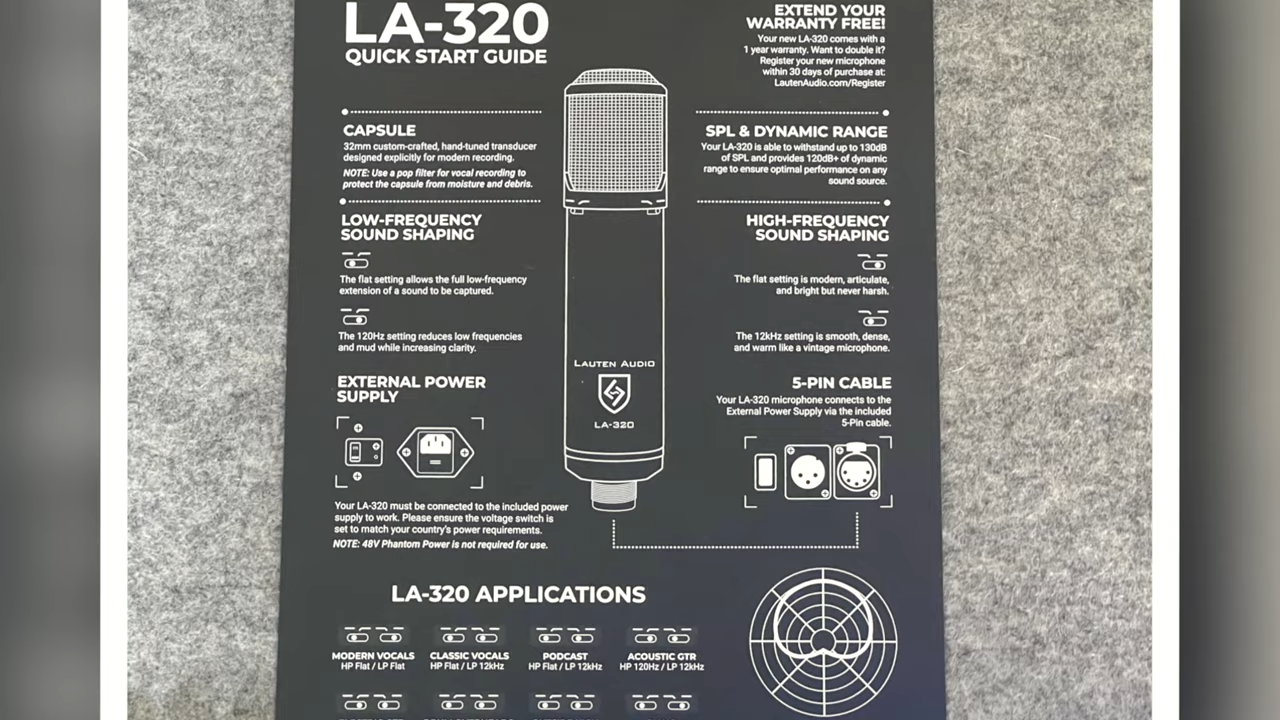 LA-320
QUICK START GUIDE
EXTEND YOUR
WARRANTY FREE!
Your new LA-320 comes with a
1 year warranty. Want to double it?
Register your new microphone
within 30 days of purchase at:
LautenAudio.com/Register
CAPSULE
32mm custom-crafted, hand-tuned transducer
designed explicitly for modern recording.
NOTE: Use a pop filter for vocal recording to
protect the capsule from moisture and debris.
SPL & DYNAMIC RANGE
Your LA-320 is able to withstand up to 130dB
of SPL and provides 120dB+ of dynamic
range to ensure optimal performance on any
sound source.
LOW-FREQUENCY
SOUND SHAPING
The flat setting allows the full low-frequency
extension of a sound to be captured.
The 120Hz setting reduces low frequencies
and mud while increasing clarity.
HIGH-FREQUENCY
SOUND SHAPING
The flat setting is modern, articulate,
and bright but never harsh.
The 12kHz setting is smooth, dense,
and warm like a vintage microphone.
LAUTEN AUDIO
LA-320
EXTERNAL POWER
SUPPLY
Your LA-320 must be connected to the included power
supply to work. Please ensure the voltage switch is
set to match your country's power requirements.
NOTE: 48V Phantom Power is not required for use.
5-PIN CABLE
Your LA-320 microphone connects to the
External Power Supply via the included
5-Pin cable.
LA-320 APPLICATIONS
MODERN VOCALS
HP Flat / LP Flat
CLASSIC VOCALS
HP Flat / LP 12kHz
PODCAST
HP Flat / LP 12kHz
ACOUSTIC GTR
HP 120Hz / LP 12kHz